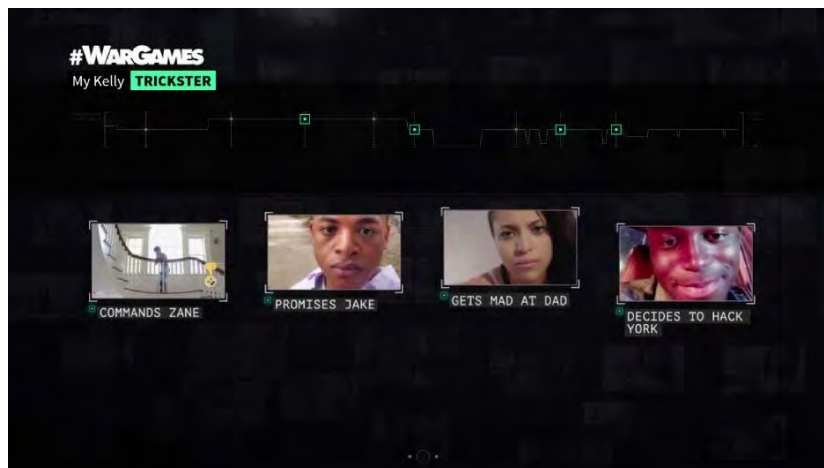 #WARGAMES
My Kelly TRICKSTER
COMMANDS ZANE
PROMISES JAKE
GETS MAD AT DAD
DECIDES TO HACK
YORK